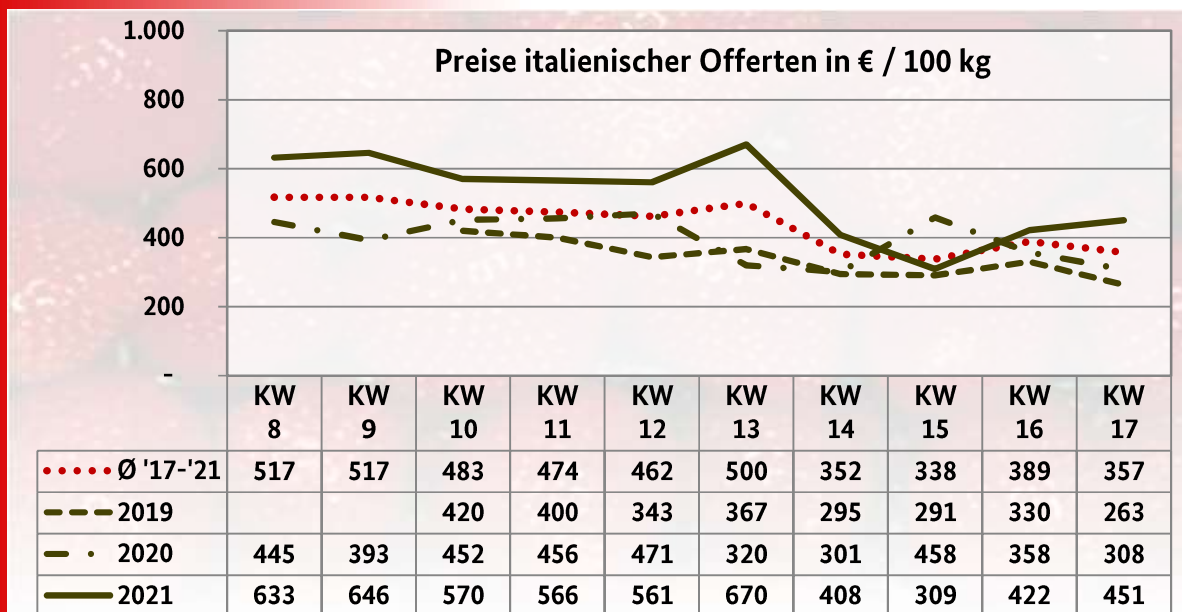 Preise italienischer Offerten in € / 100 kg
1.000
800
600
400
200
-
KW KW KW KW KW KW KW KW KW KW
8 9 10 11 12 13 14 15 16 17
Ø '17-'21 517 517 483 474 462 500 352 338 389 357
2019 420 400 343 367 295 291 330 263
2020 445 393 452 456 471 320 301 458 358 308
2021 633 646 570 566 561 670 408 309 422 451